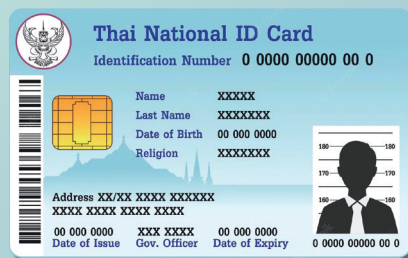 Thai National ID Card
Identification Number 0 0000 00000 00 0
Name XXXXX
Last Name XXXXXXX
Date of Birth 00 000 0000
Religion XXXXXXX
180 180
170 170
160 160
Address XX/XX XXXX XXXXXX
XXXX XXXX XXXX XXXX
00 000 0000 XXX XXXX 00 000 0000
Date of Issue Gov. Officer Date of Expiry
0 0000 00000 00 0